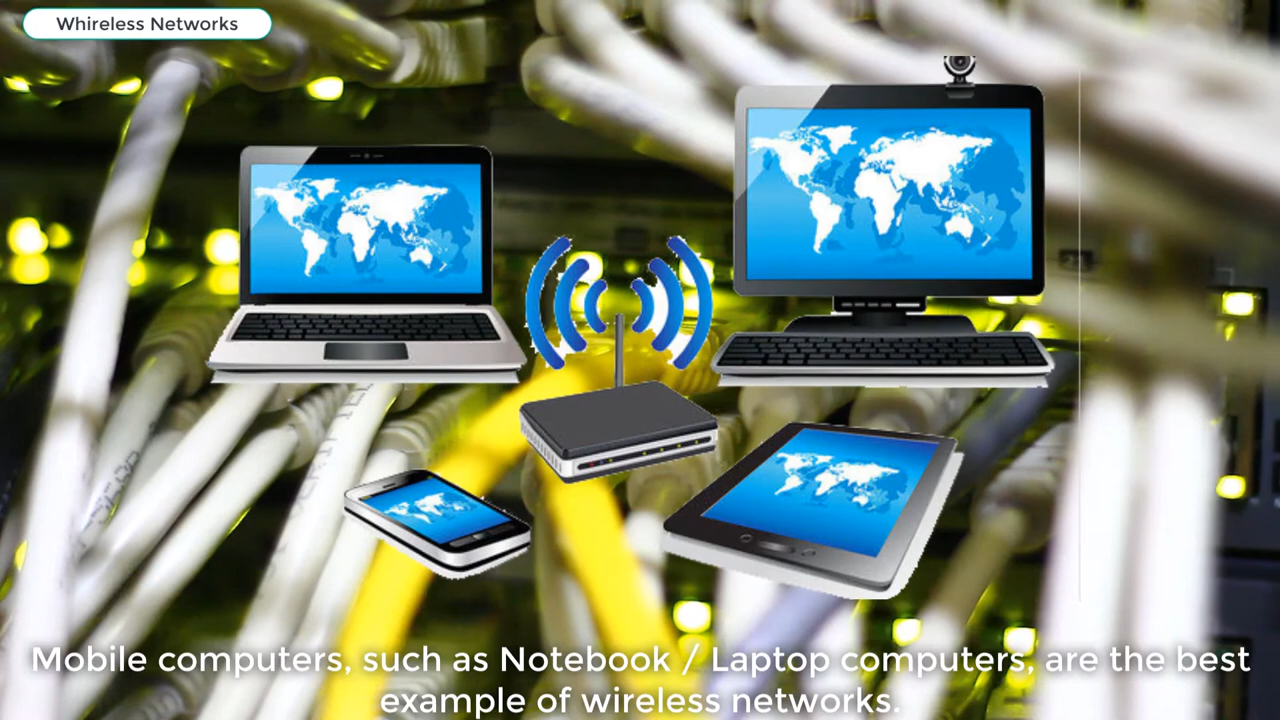 Whireless Networks
Mobile computers, such as Notebook / Laptop computers, are the best
example of wireless networks.